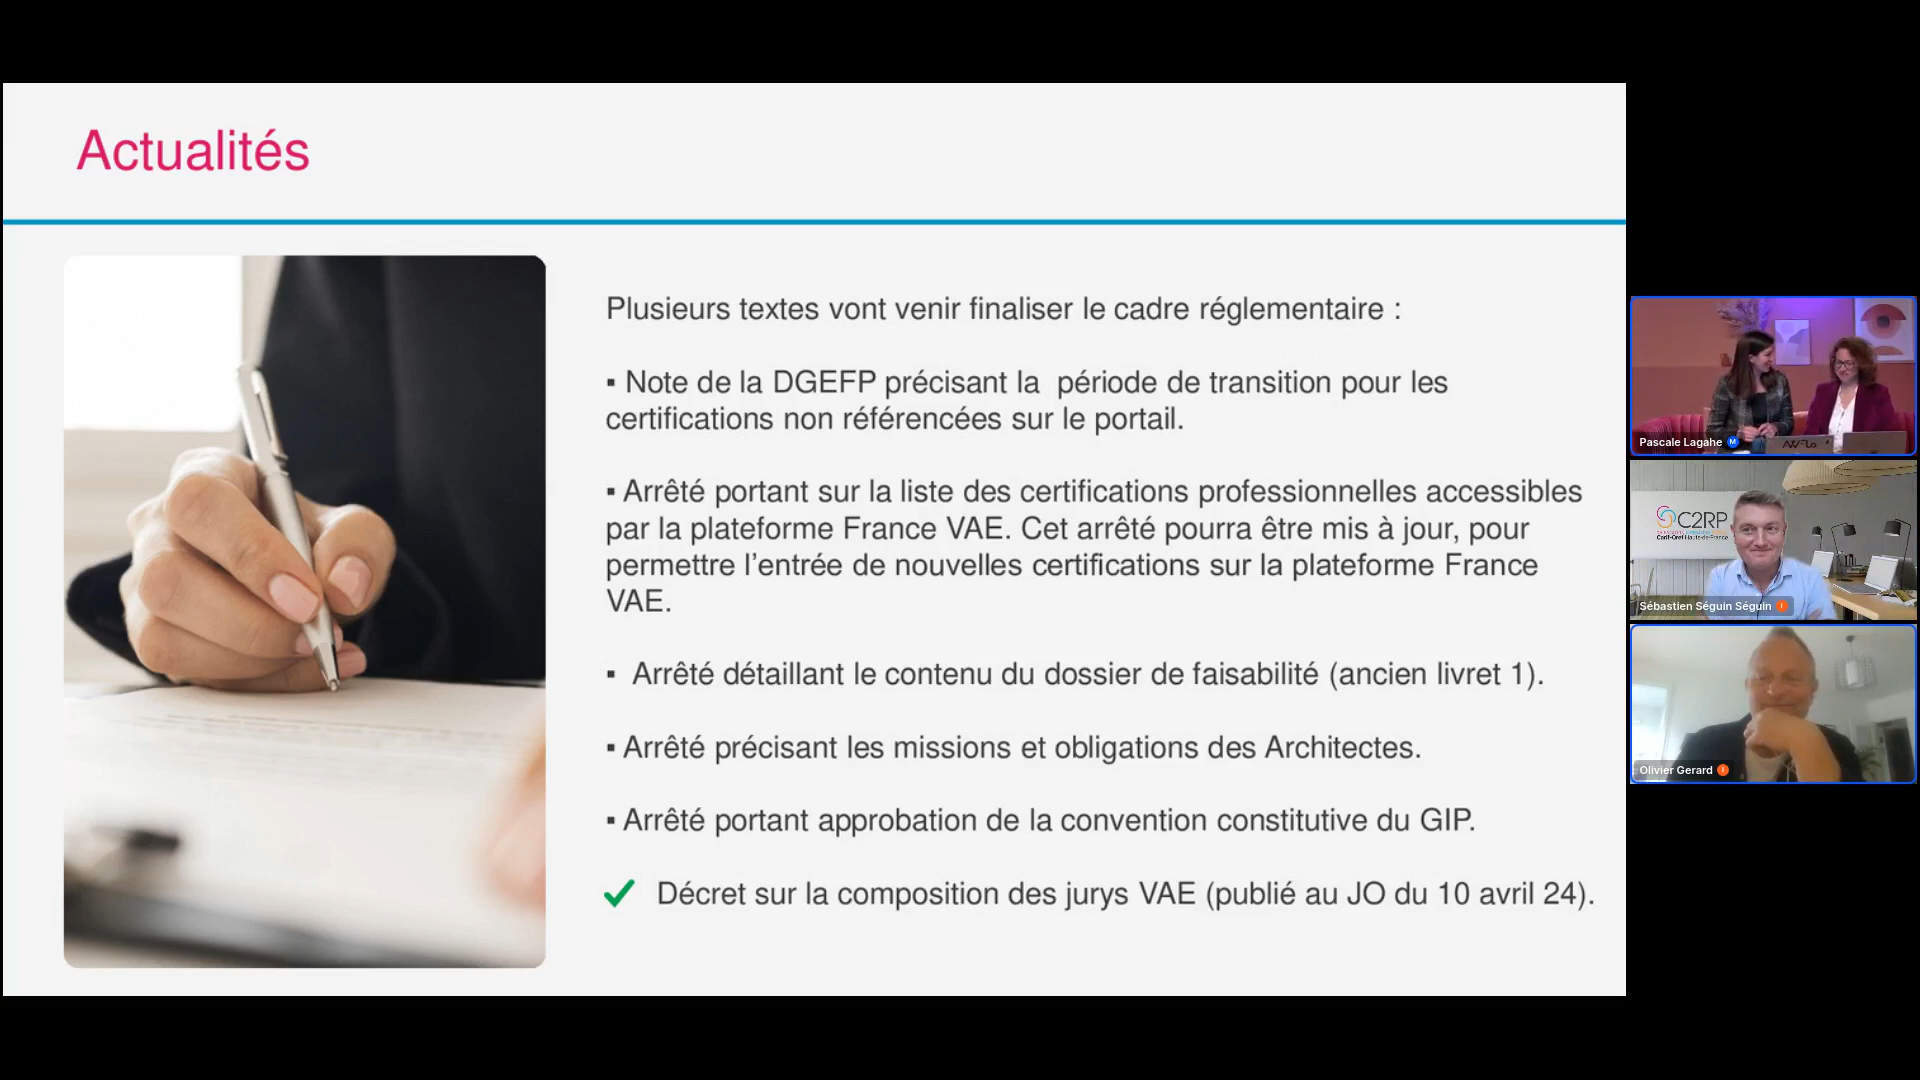 Actualités
Plusieurs textes vont venir finaliser le cadre réglementaire :
▪ Note de la DGEFP précisant la  période de transition pour les
certifications non référencées sur le portail.
▪ Arrêté portant sur la liste des certifications professionnelles accessibles
par la plateforme France VAE. Cet arrêté pourra être mis à jour, pour
permettre l’entrée de nouvelles certifications sur la plateforme France
VAE.
▪  Arrêté détaillant le contenu du dossier de faisabilité (ancien livret 1).
▪ Arrêté précisant les missions et obligations des Architectes.
▪ Arrêté portant approbation de la convention constitutive du GIP.
✓ Décret sur la composition des jurys VAE (publié au JO du 10 avril 24).
Pascale Lagahe M
C2RP
Carif-Oref Hauts-de-France
Sébastien Séguin Séguin I
Olivier Gerard I